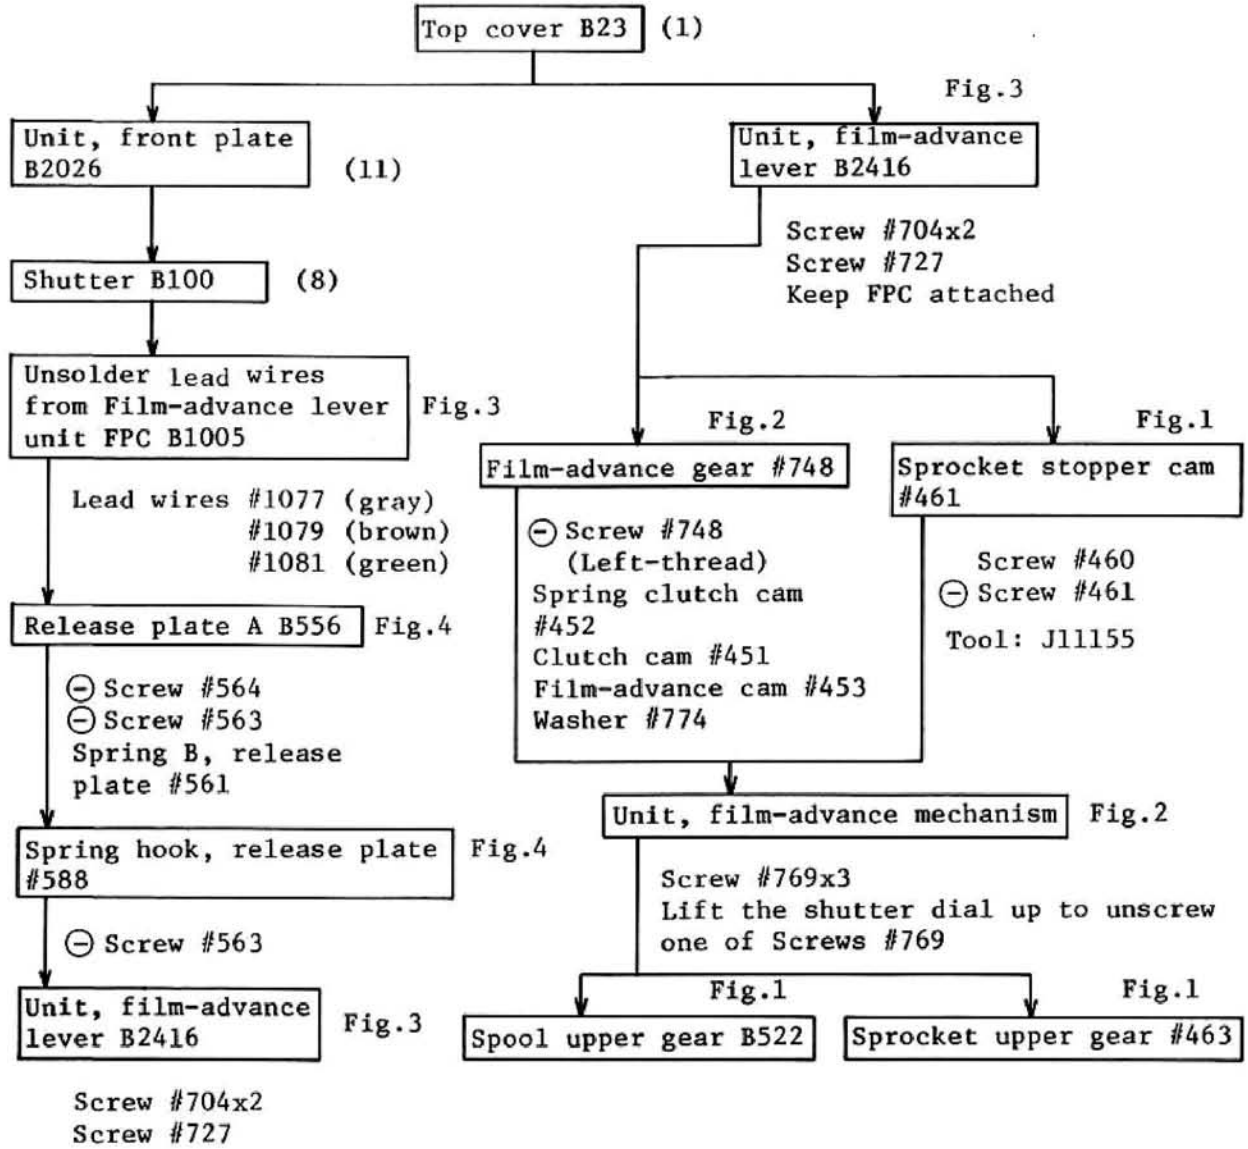 Top cover B23 (1)
Unit, front plate
B2026
(11)
Shutter B100 (8)
Unsolder lead wires
from Film-advance lever
unit FPC B1005
Fig.3
Lead wires #1077 (gray)
#1079 (brown)
#1081 (green)
Release plate A B556 Fig.4
⊖ Screw #564
⊖ Screw #563
Spring B, release
plate #561
Spring hook, release plate
#588
Fig.4
⊖ Screw #563
Unit, film-advance
lever B2416
Fig.3
Screw #704x2
Screw #727
Fig.3
Unit, film-advance
lever B2416
Screw #704x2
Screw #727
Keep FPC attached
Fig.2
Film-advance gear #748
⊖ Screw #748
(Left-thread)
Spring clutch cam
#452
Clutch cam #451
Film-advance cam #453
Washer #774
Fig.1
Sprocket stopper cam
#461
Screw #460
⊖ Screw #461
Tool: J11155
Unit, film-advance mechanism Fig.2
Screw #769x3
Lift the shutter dial up to unscrew
one of Screws #769
Fig.1
Spool upper gear B522
Fig.1
Sprocket upper gear #463